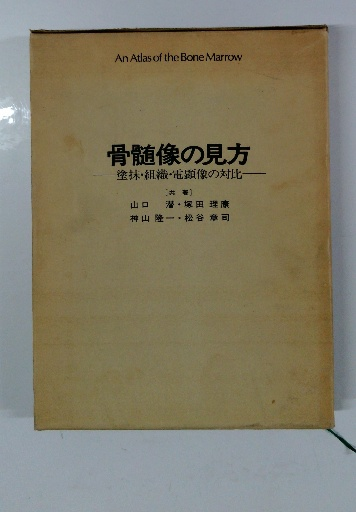 An Atlas of the Bone Marrow
骨髄像の見方
——塗抹・組織・電顕像の対比——
[共著]
山口 潜・塚田 理康
神山 隆一・松谷 章司